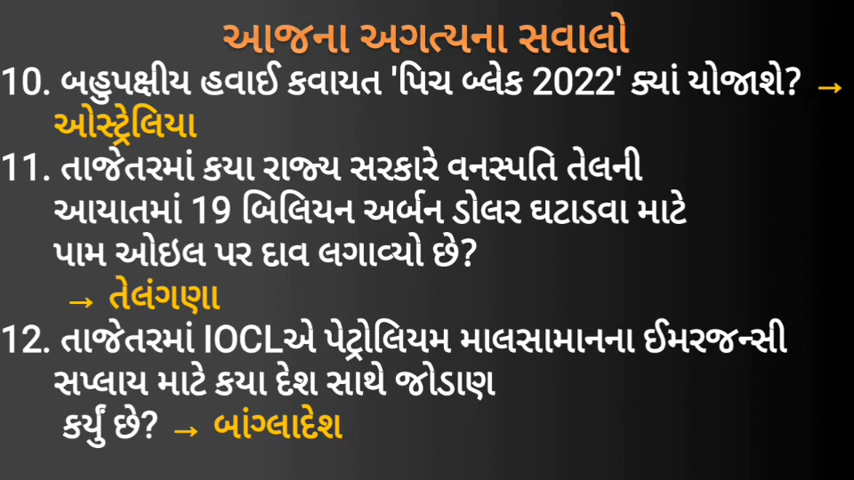 આજના અગત્યના સવાલો
10. બહુપક્ષીય હવાઈ કવાયત 'પિચ બ્લેક 2022' ક્યાં યોજાશે? →
ઓસ્ટ્રેલિયા
11. તાજેતરમાં કયા રાજ્ય સરકારે વનસ્પતિ તેલની
આયાતમાં 19 બિલિયન અર્બન ડોલર ઘટાડવા માટે
પામ ઓઇલ પર દાવ લગાવ્યો છે?
→ તેલંગણા
12. તાજેતરમાં IOCLએ પેટ્રોલિયમ માલસામાનના ઈમરજન્સી
સપ્લાય માટે કયા દેશ સાથે જોડાણ
કર્યું છે? → બાંગ્લાદેશ